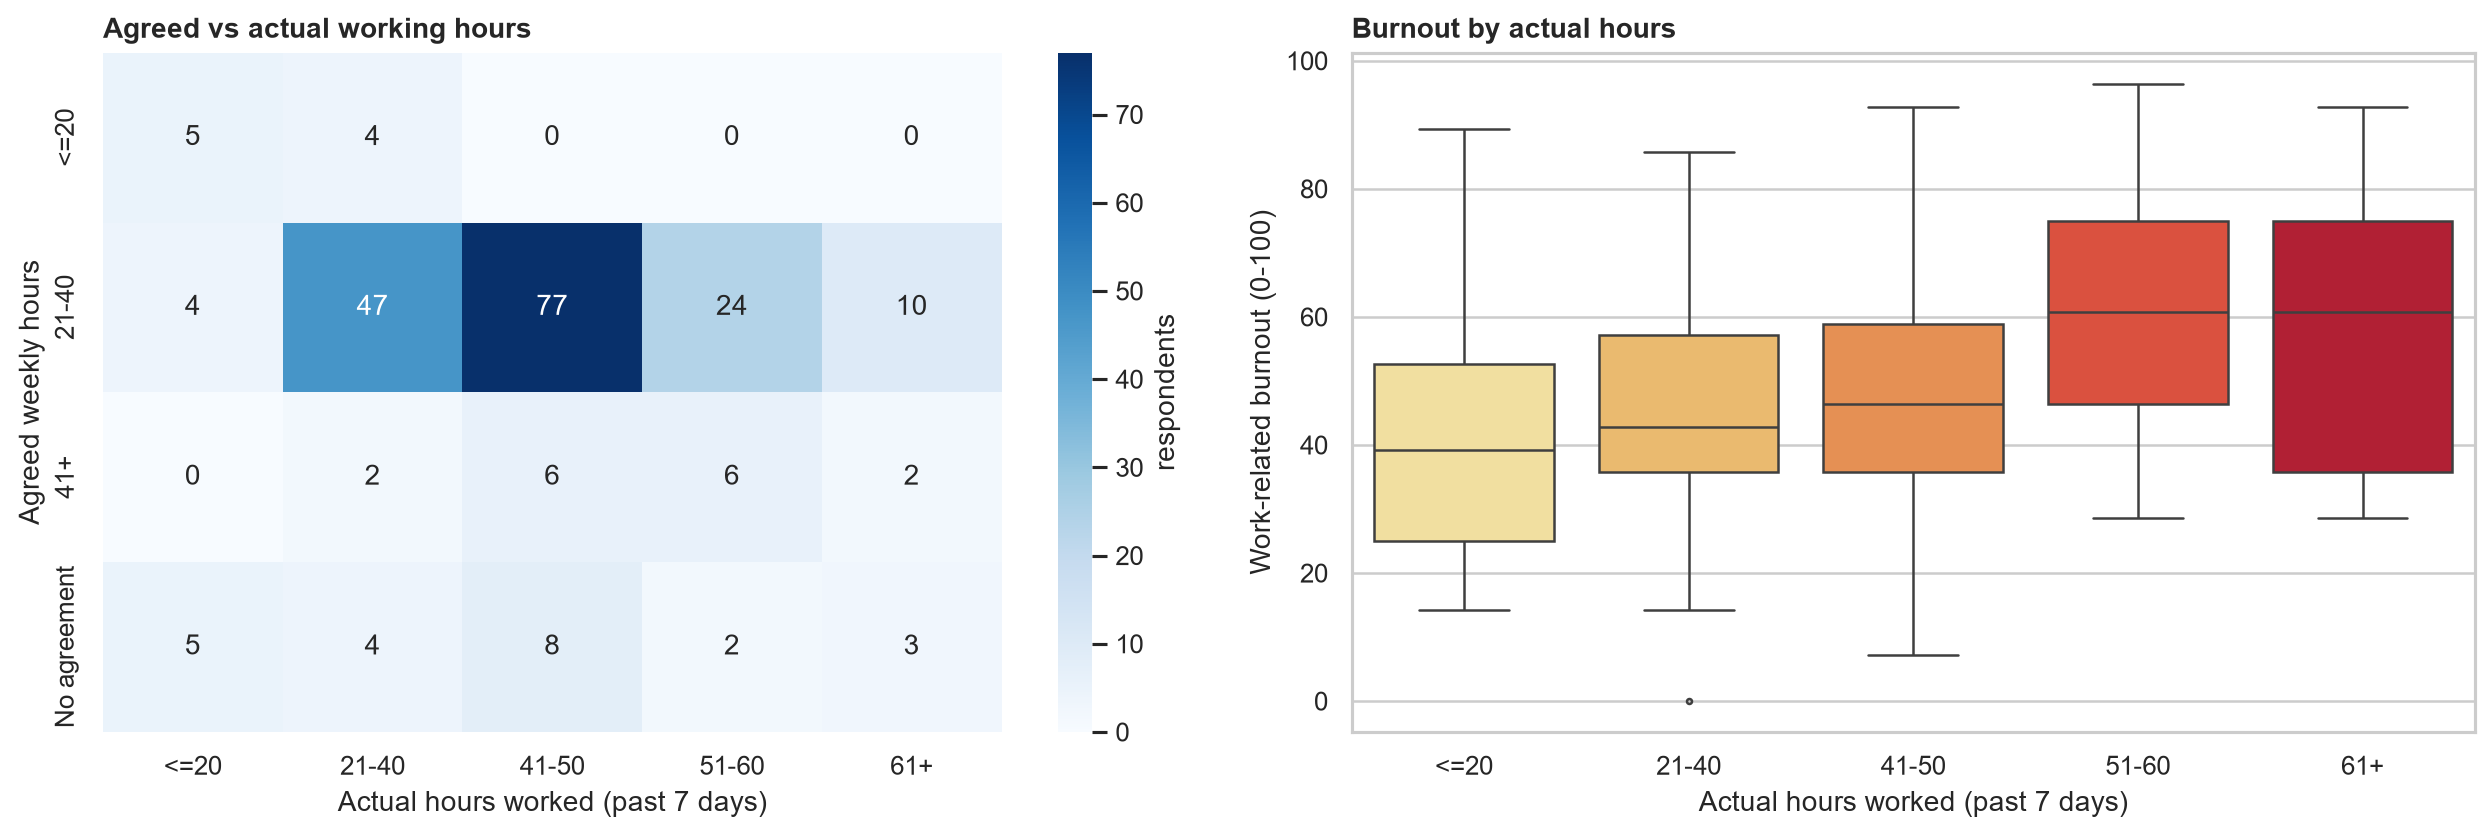 Agreed vs actual working hours
Agreed weekly hours
<=20
5 4 0 0 0
21-40
4 47 77 24 10
41+
0 2 6 6 2
No agreement
5 4 8 2 3
<=20 21-40 41-50 51-60 61+
Actual hours worked (past 7 days)
70
60
50
40
30
20
10
0
respondents
Burnout by actual hours
Work-related burnout (0-100)
100
80
60
40
20
0
<=20 21-40 41-50 51-60 61+
Actual hours worked (past 7 days)